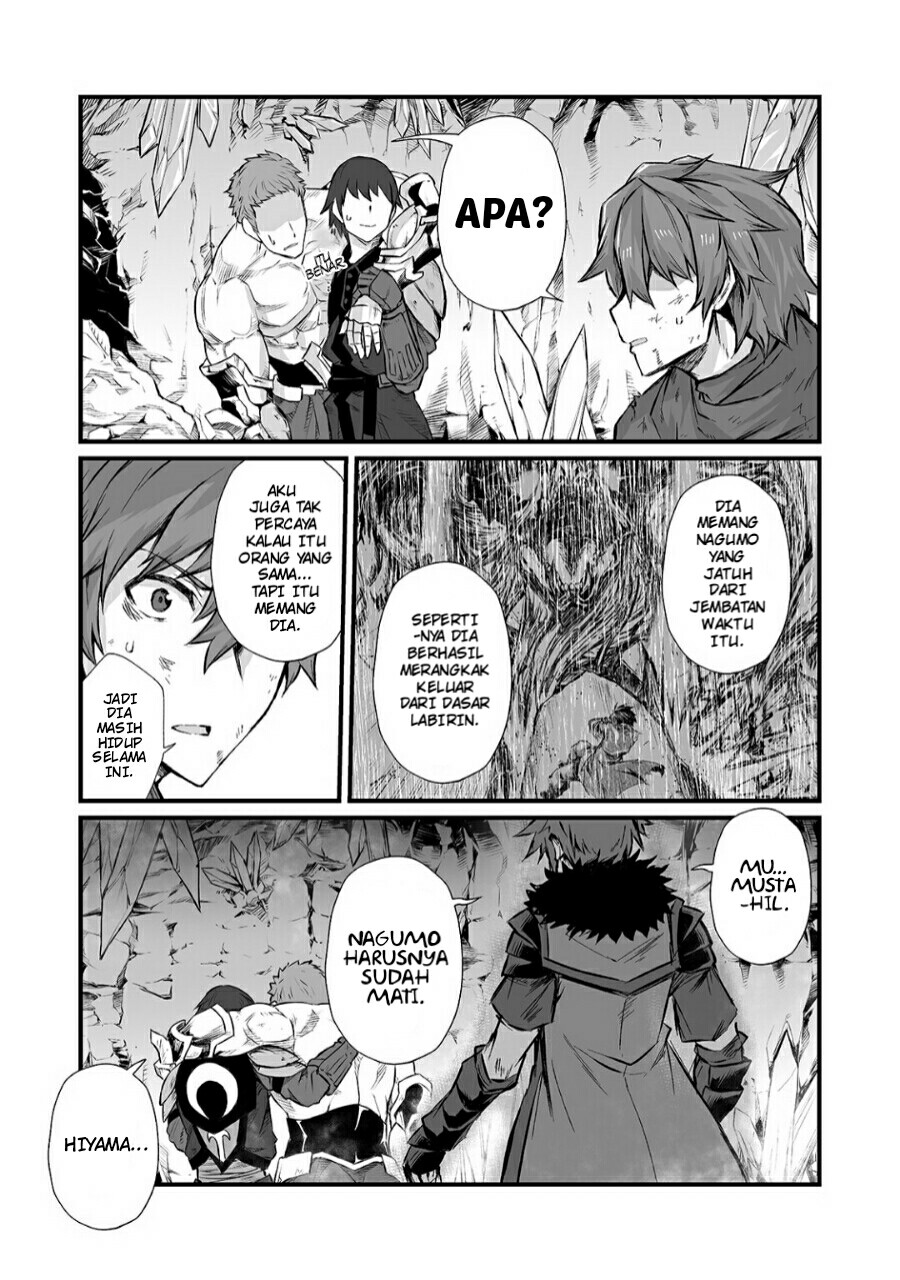 APA?
ITU
BENAR
DIA
MEMANG
NAGUMO
YANG
JATUH
DARI
JEMBATAN
WAKTU
ITU.
SEPERTI
-NYA DIA
BERHASIL
MERANGKAK
KELUAR
DARI DASAR
LABIRIN.
AKU
JUGA TAK
PERCAYA
KALAU ITU
ORANG YANG
SAMA...
TAPI ITU
MEMANG
DIA.
JADI
DIA
MASIH
HIDUP
SELAMA
INI.
MU...
MUSTA
-HIL.
NAGUMO
HARUSNYA
SUDAH
MATI.
HIYAMA...